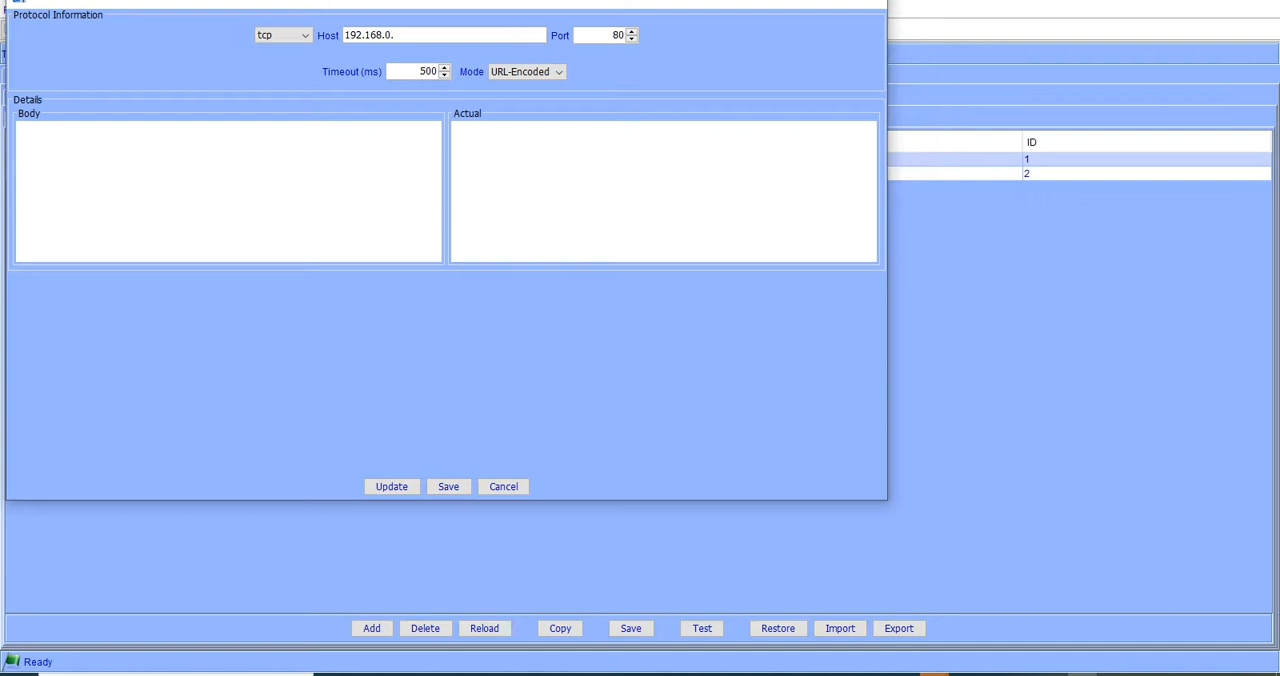 Protocol Information
tcp Host 192.168.0. Port 80
Timeout (ms) 500 Mode URL-Encoded
Details
Body Actual
ID
1
2
Update Save Cancel
Add Delete Reload Copy Save Test Restore Import Export
Ready